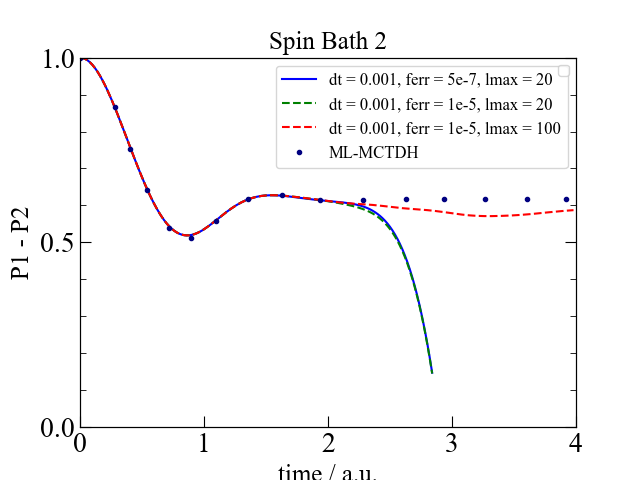 Spin Bath 2
dt = 0.001, ferr = 5e-7, lmax = 20
dt = 0.001, ferr = 1e-5, lmax = 20
dt = 0.001, ferr = 1e-5, lmax = 100
ML-MCTDH
P1 - P2
1.0
0.5
0.0
0 1 2 3 4
time / a.u.